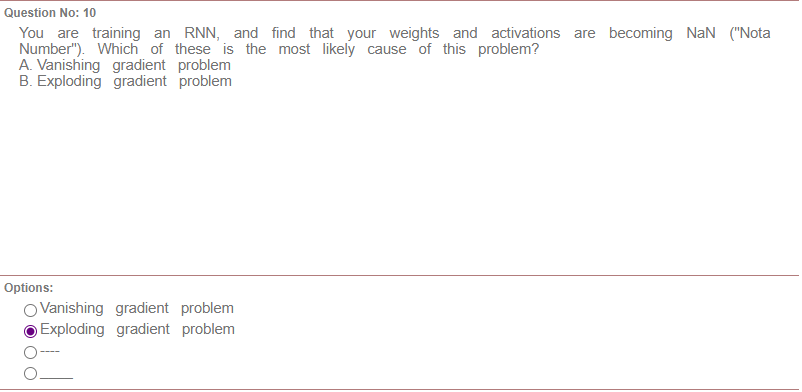 Question No: 10
You are training an RNN, and find that your weights and activations are becoming NaN ("Nota
Number"). Which of these is the most likely cause of this problem?
A. Vanishing gradient problem
B. Exploding gradient problem
Options:
Vanishing gradient problem
Exploding gradient problem
----
_____